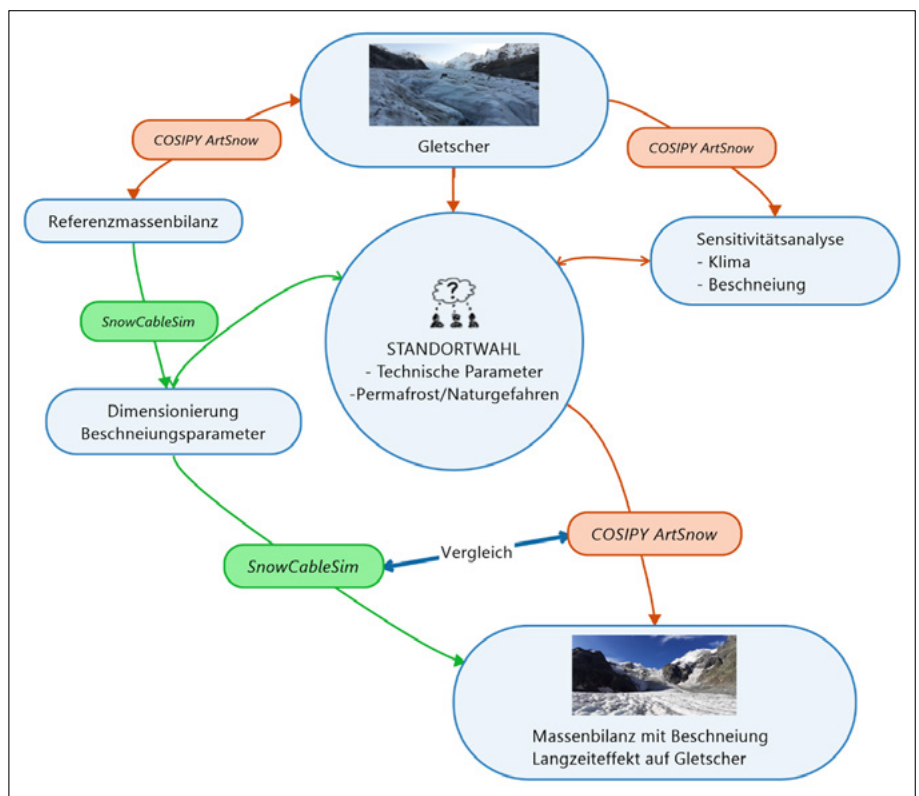 Gletscher
COSIPY ArtSnow
COSIPY ArtSnow
Referenzmassenbilanz
Sensitivitätsanalyse
- Klima
- Beschneiung
SnowCableSim
?
STANDORTWAHL
- Technische Parameter
-Permafrost/Naturgefahren
Dimensionierung
Beschneiungsparameter
COSIPY ArtSnow
Vergleich
SnowCableSim
Massenbilanz mit Beschneiung
Langzeiteffekt auf Gletscher